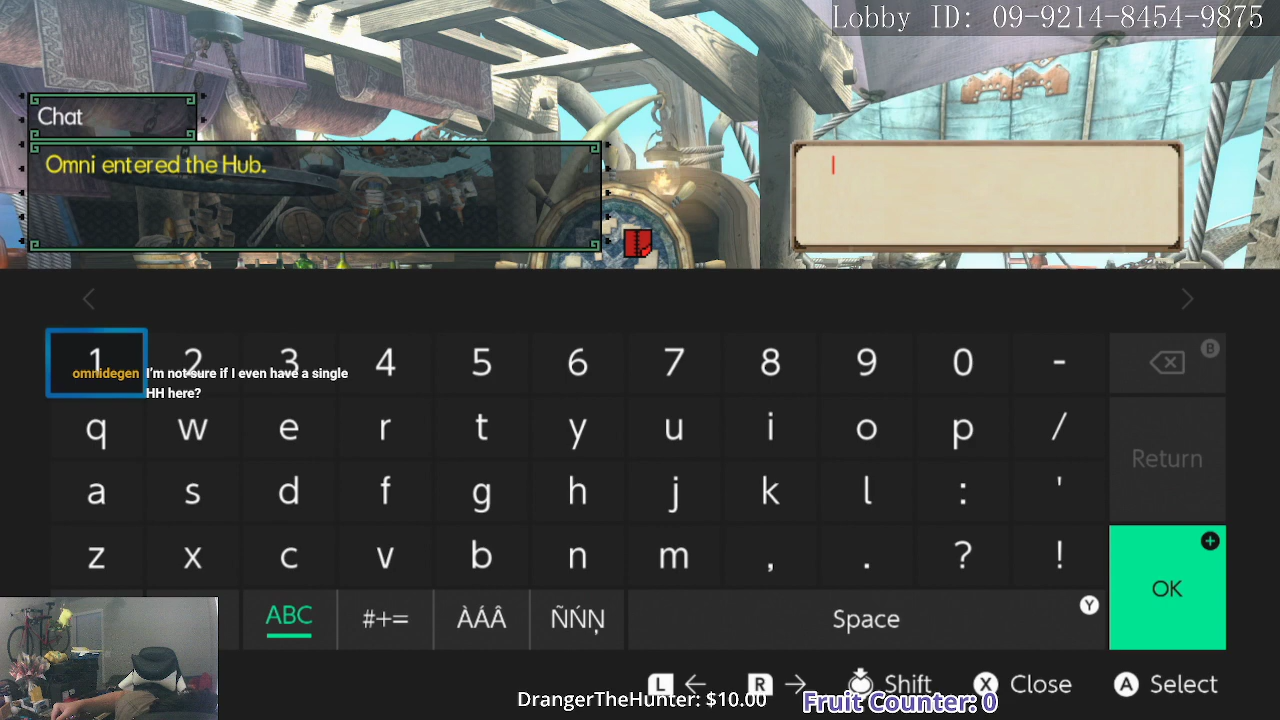 Lobby ID: 09-9214-8454-9875
Chat
Omni entered the Hub.
1 2 3 4 5 6 7 8 9 0 - B
omnidegen I'm not sure if I even have a single
HH here?
q w e r t y u i o p /
Return
a s d f g h j k l : '
z x c v b n m , . ? !
OK
ABC #+= ÀÁÂ ÑŃŅ Space Y
L ← R → Shift X Close A Select
DrangerTheHunter: $10.00 Fruit Counter: 0